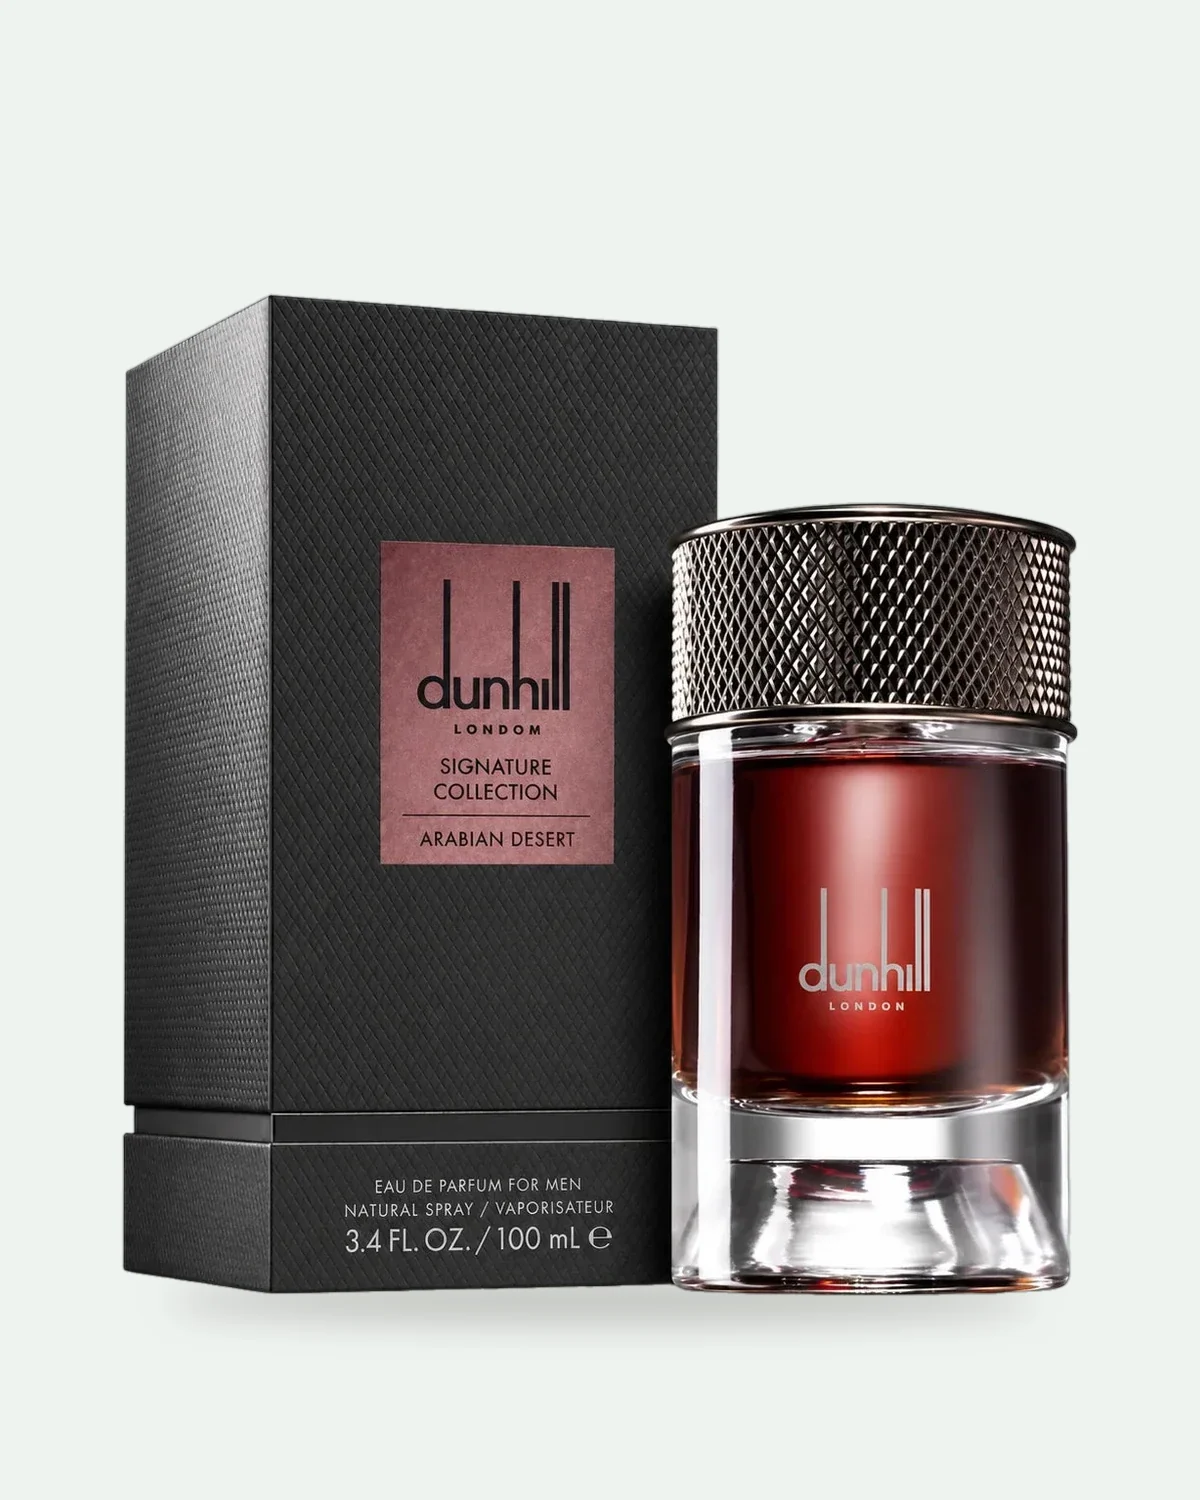 dunhill
LONDOM
SIGNATURE
COLLECTION
ARABIAN DESERT
EAU DE PARFUM FOR MEN
NATURAL SPRAY / VAPORISATEUR
3.4 FL. OZ. / 100 mL ℮
dunhill
LONDON